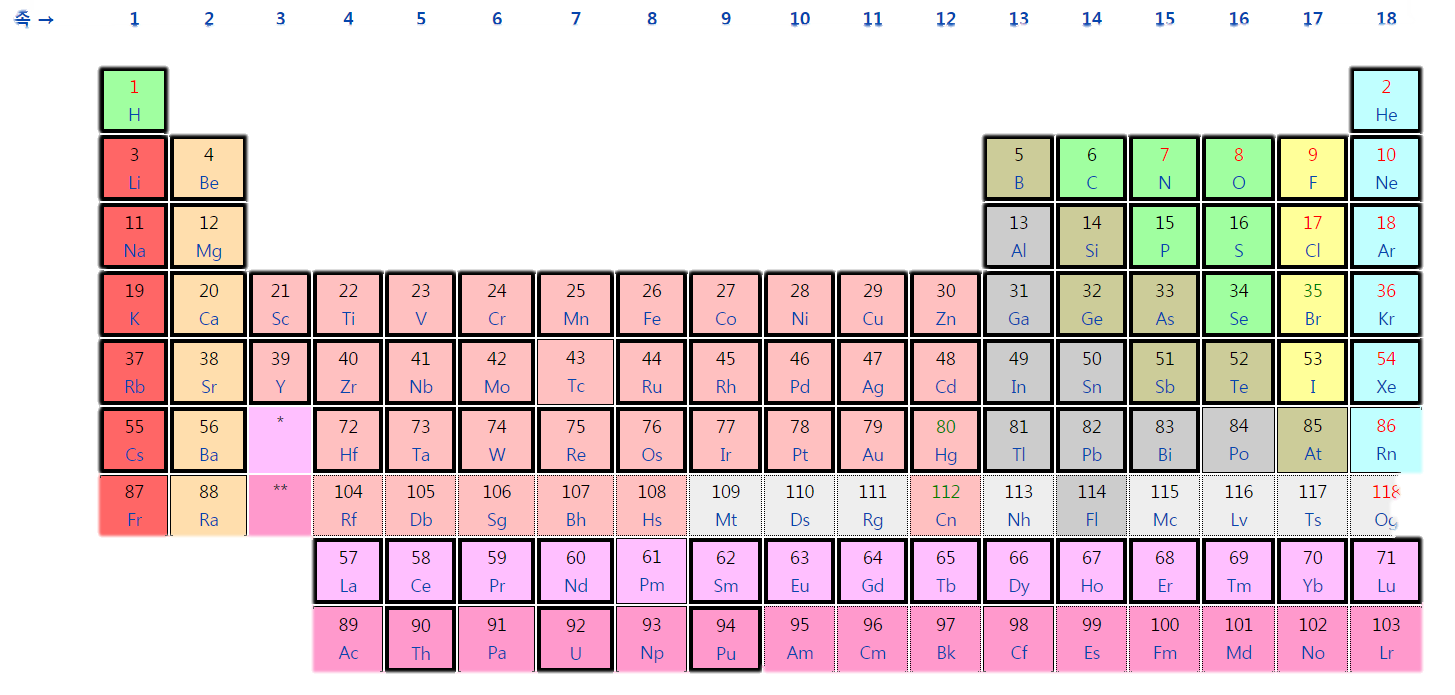 족 → 1 2 3 4 5 6 7 8 9 10 11 12 13 14 15 16 17 18
1 2
H He
3 4 5 6 7 8 9 10
Li Be B C N O F Ne
11 12 13 14 15 16 17 18
Na Mg Al Si P S Cl Ar
19 20 21 22 23 24 25 26 27 28 29 30 31 32 33 34 35 36
K Ca Sc Ti V Cr Mn Fe Co Ni Cu Zn Ga Ge As Se Br Kr
37 38 39 40 41 42 43 44 45 46 47 48 49 50 51 52 53 54
Rb Sr Y Zr Nb Mo Tc Ru Rh Pd Ag Cd In Sn Sb Te I Xe
55 56 * 72 73 74 75 76 77 78 79 80 81 82 83 84 85 86
Cs Ba Hf Ta W Re Os Ir Pt Au Hg Tl Pb Bi Po At Rn
87 88 ** 104 105 106 107 108 109 110 111 112 113 114 115 116 117 118
Fr Ra Rf Db Sg Bh Hs Mt Ds Rg Cn Nh Fl Mc Lv Ts Og
57 58 59 60 61 62 63 64 65 66 67 68 69 70 71
La Ce Pr Nd Pm Sm Eu Gd Tb Dy Ho Er Tm Yb Lu
89 90 91 92 93 94 95 96 97 98 99 100 101 102 103
Ac Th Pa U Np Pu Am Cm Bk Cf Es Fm Md No Lr